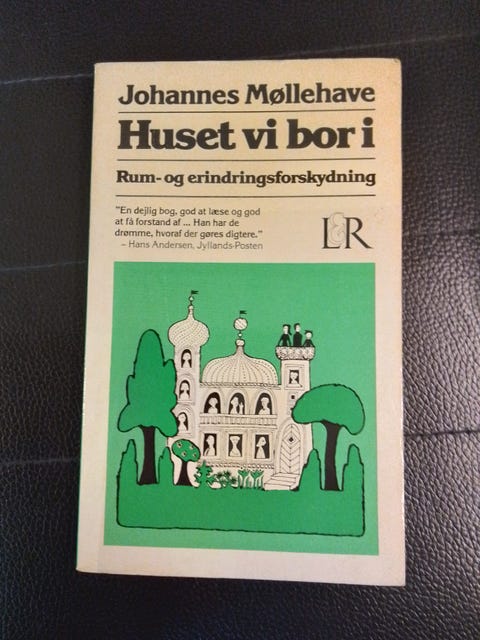 Johannes Møllehave
Huset vi bor i
Rum- og erindringsforskydning
"En dejlig bog, god at læse og god
at få forstand af ... Han har de
drømme, hvoraf der gøres digtere."
– Hans Andersen, Jyllands-Posten
L&R